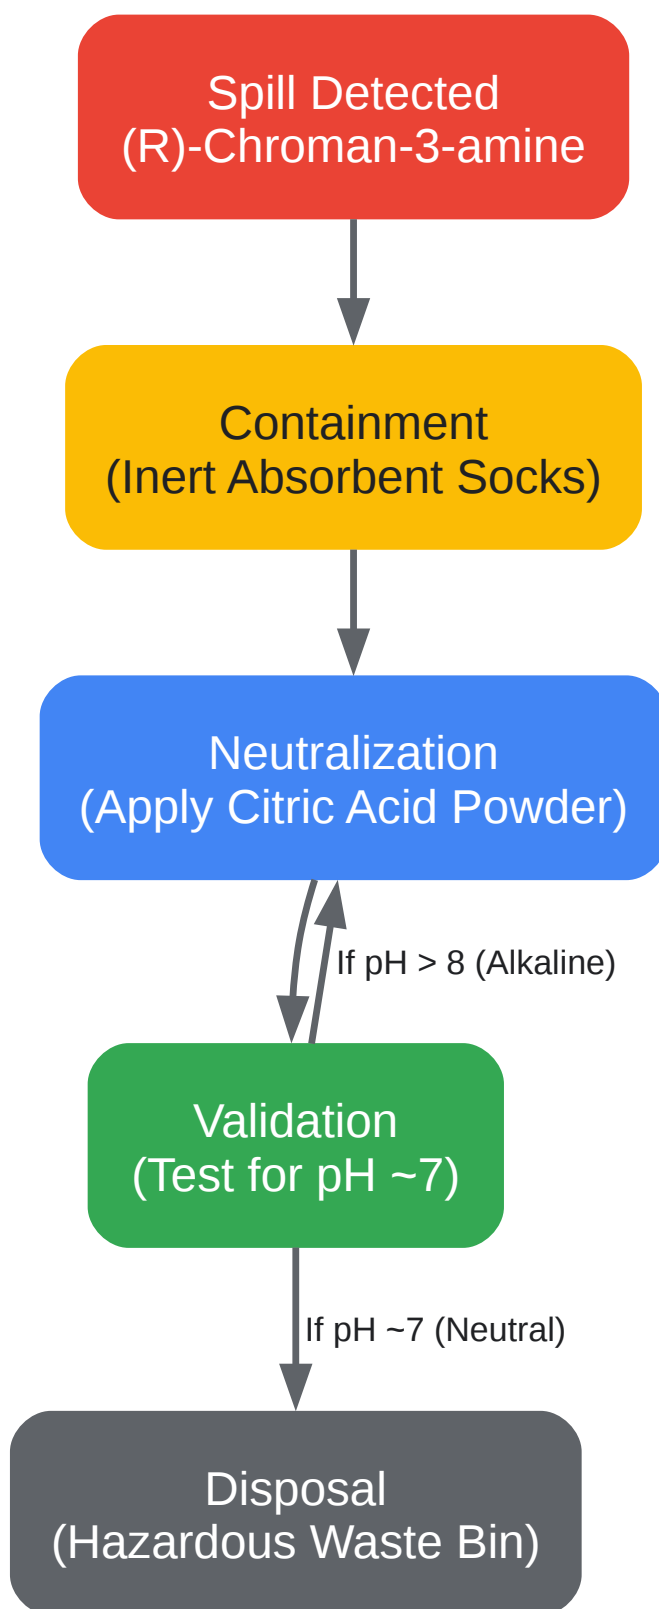 Spill Detected
(R)-Chroman-3-amine
Containment
(Inert Absorbent Socks)
Neutralization
(Apply Citric Acid Powder)
If pH > 8 (Alkaline)
Validation
(Test for pH ~7)
If pH ~7 (Neutral)
Disposal
(Hazardous Waste Bin)